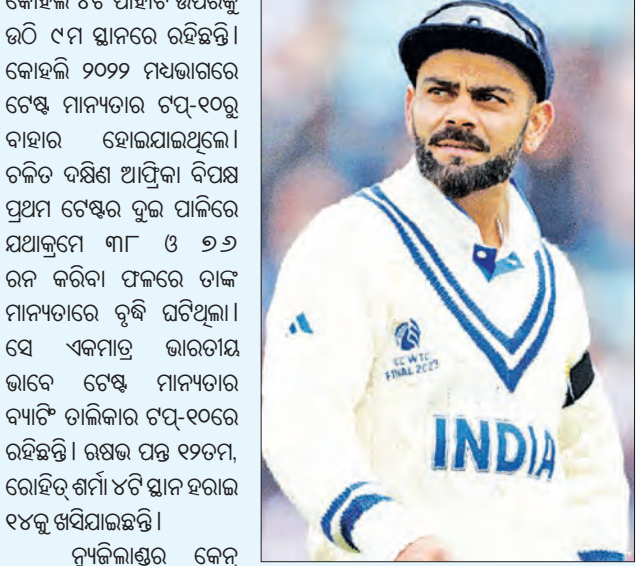 କୋହଲି ୪ଟି ପାହାଚ ଉପରକୁ
ଉଠି ୯ମ ସ୍ଥାନରେ ରହିଛନ୍ତି।
କୋହଲି ୨୦୨୨ ମଧ୍ୟଭାଗରେ
ଟେଷ୍ଟ ମାନ୍ୟତାର ଟପ୍-୧୦ରୁ
ବାହାର ହୋଇଯାଇଥିଲେ।
ଚଳିତ ଦକ୍ଷିଣ ଆଫ୍ରିକା ବିପକ୍ଷ
ପ୍ରଥମ ଟେଷ୍ଟର ଦୁଇ ପାଳିରେ
ଯଥାକ୍ରମେ ୩୮ ଓ ୭୬
ରନ କରିବା ଫଳରେ ତାଙ୍କ
ମାନ୍ୟତାରେ ବୃଦ୍ଧି ଘଟିଥିଲା।
ସେ ଏକମାତ୍ର ଭାରତୀୟ
ଭାବେ ଟେଷ୍ଟ ମାନ୍ୟତାର
ବ୍ୟାଟିଂ ତାଲିକାର ଟପ୍-୧୦ରେ
ରହିଛନ୍ତି। ଋଷଭ ପନ୍ତ ୧୨ତମ,
ରୋହିତ୍ ଶର୍ମା ୪ଟି ସ୍ଥାନ ହରାଇ
୧୪କୁ ଖସିଯାଇଛନ୍ତି।
ନ୍ୟୁଜିଲାଣ୍ଡର କେନ୍
ICC WTC
FINAL 2023
INDIA